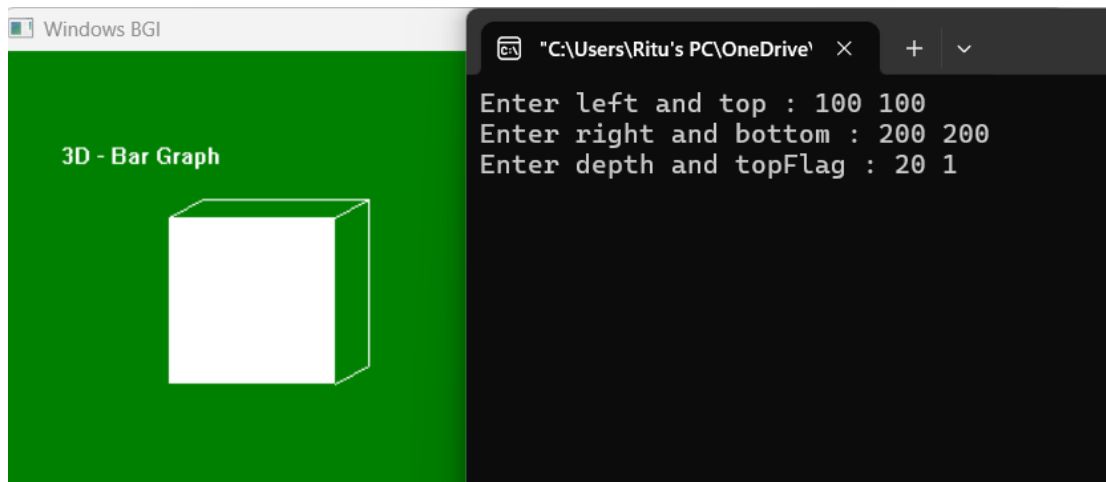 Windows BGI
3D - Bar Graph
"C:\Users\Ritu's PC\OneDrive\
Enter left and top : 100 100
Enter right and bottom : 200 200
Enter depth and topFlag : 20 1